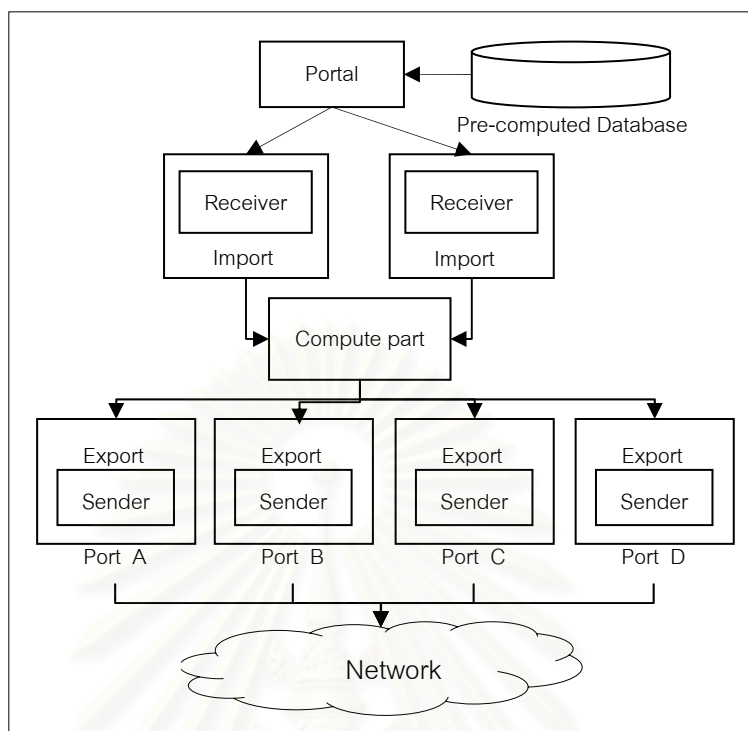 Portal
Pre-computed Database
Receiver
Import
Receiver
Import
Compute part
Export
Sender
Port A
Export
Sender
Port B
Export
Sender
Port C
Export
Sender
Port D
Network